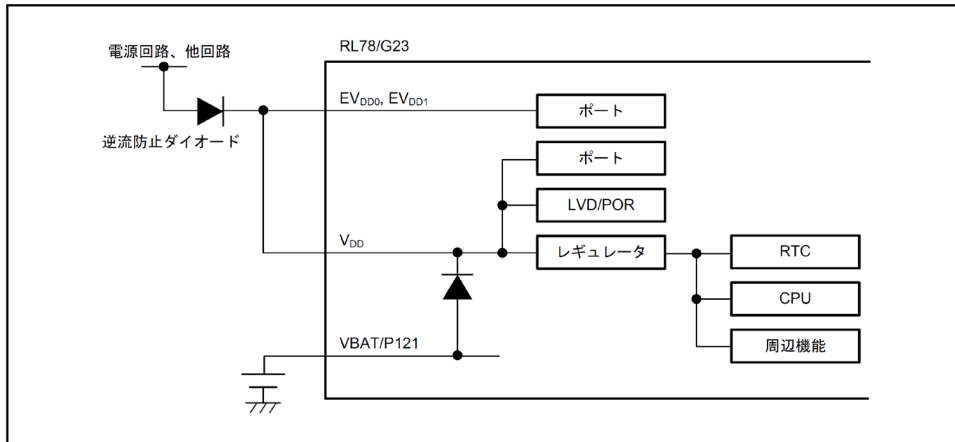 電源回路、他回路
RL78/G23
EVDD0, EVDD1
ポート
逆流防止ダイオード
ポート
LVD/POR
VDD
レギュレータ
RTC
CPU
VBAT/P121
周辺機能